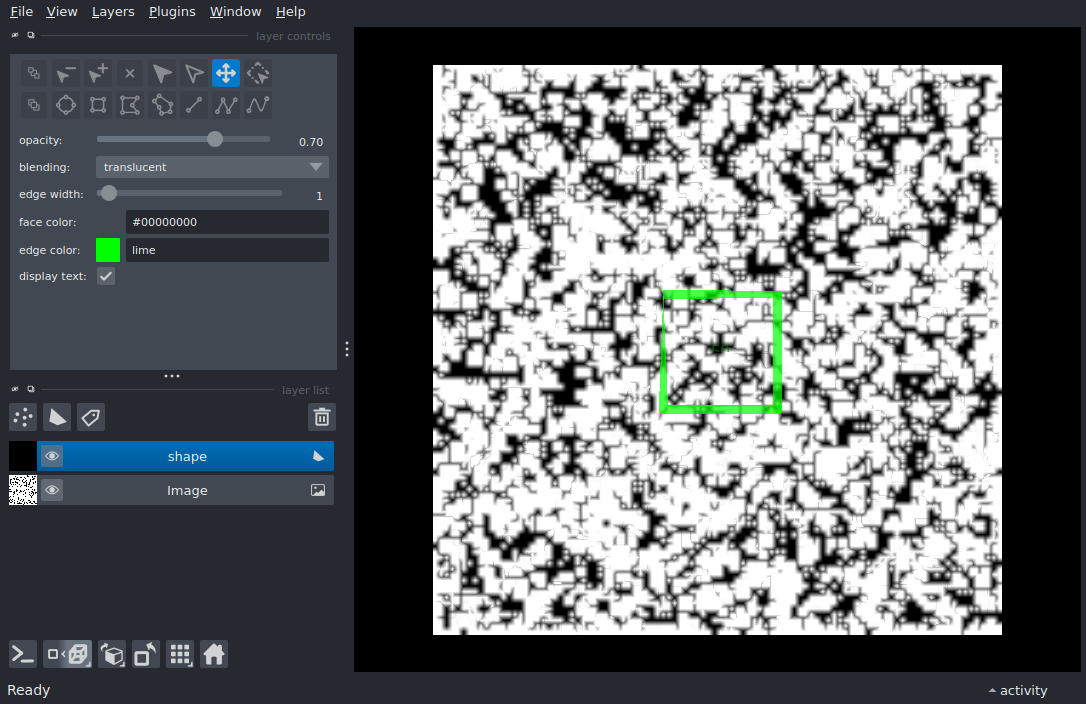 File View Layers Plugins Window Help
layer controls
opacity: 0.70
blending: translucent
edge width: 1
face color: #00000000
edge color: lime
display text:
layer list
shape
Image
Ready
activity